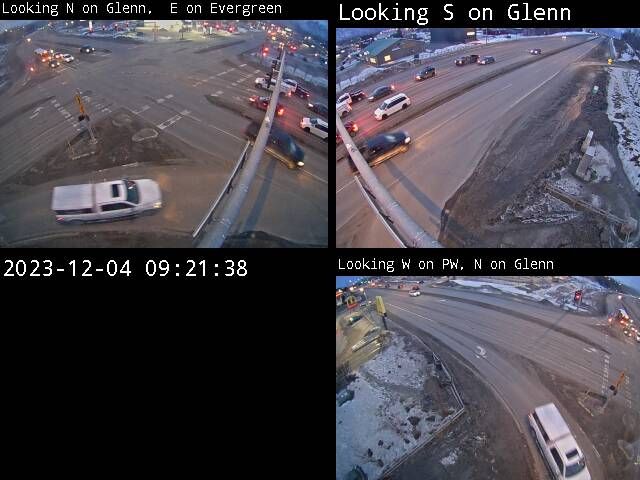 Looking N on Glenn,  E on Evergreen
Looking S on Glenn
2023-12-04 09:21:38
Looking W on PW, N on Glenn